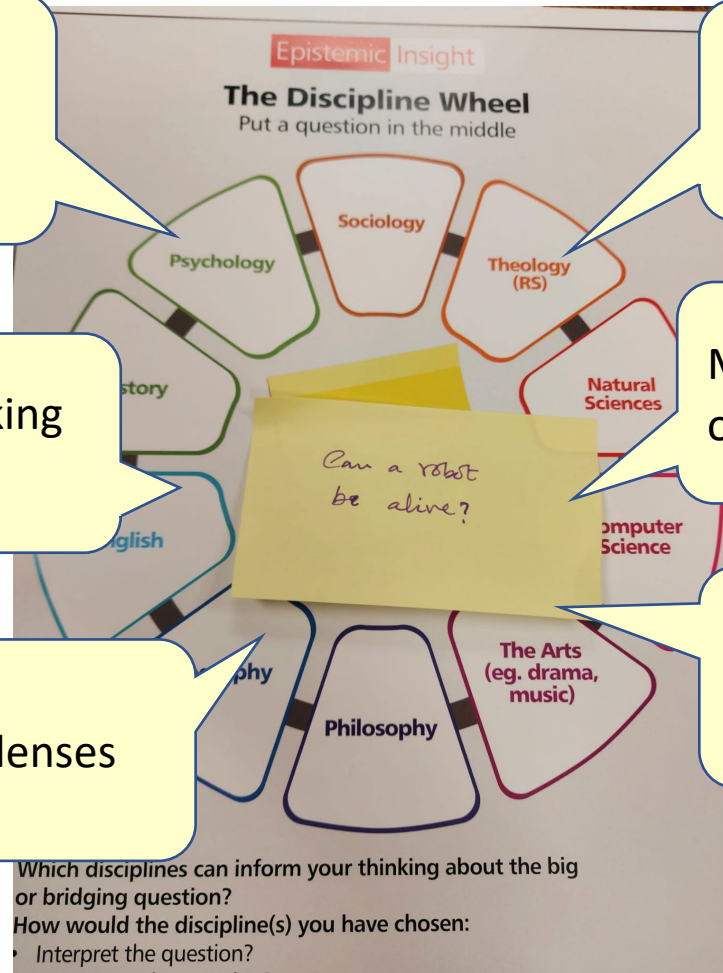 Epistemic Insight
The Discipline Wheel
Put a question in the middle
Sociology
Psychology
Theology
(RS)
story
Natural
Sciences
king
M
c
Can a robot
be alive?
nglish
omputer
Science
phy
The Arts
(eg. drama,
music)
Philosophy
lenses
Which disciplines can inform your thinking about the big
or bridging question?
How would the discipline(s) you have chosen:
• Interpret the question?